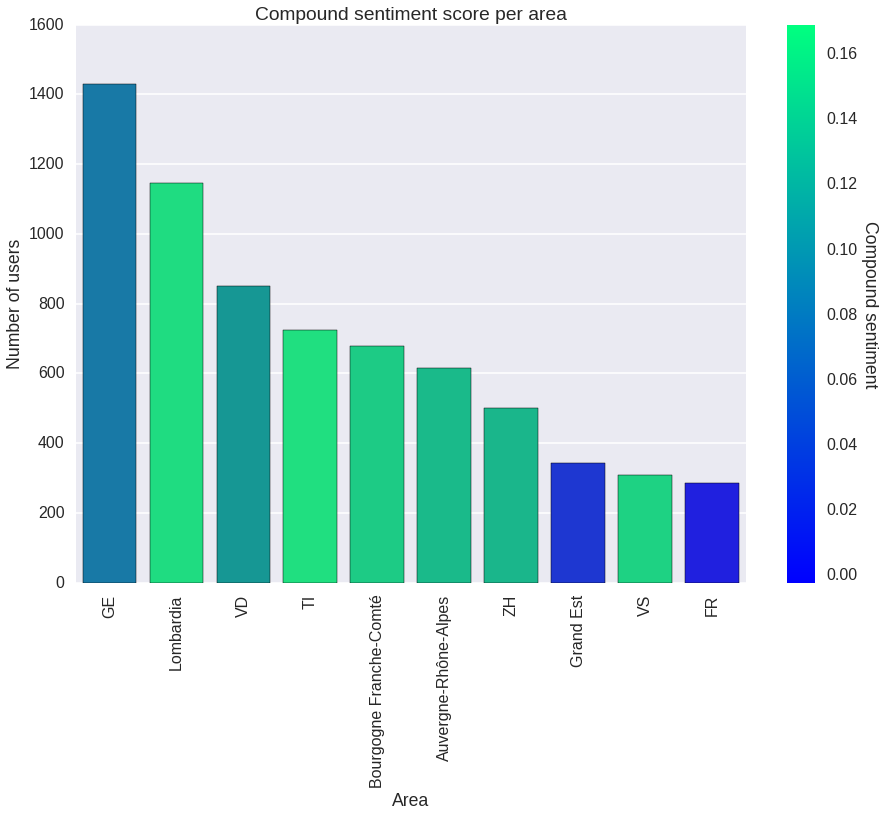 Compound sentiment score per area
1600
1400
1200
1000
800
600
400
200
0
Number of users
GE
Lombardia
VD
TI
Bourgogne Franche-Comté
Auvergne-Rhône-Alpes
ZH
Grand Est
VS
FR
Area
0.16
0.14
0.12
0.10
0.08
0.06
0.04
0.02
0.00
Compound sentiment